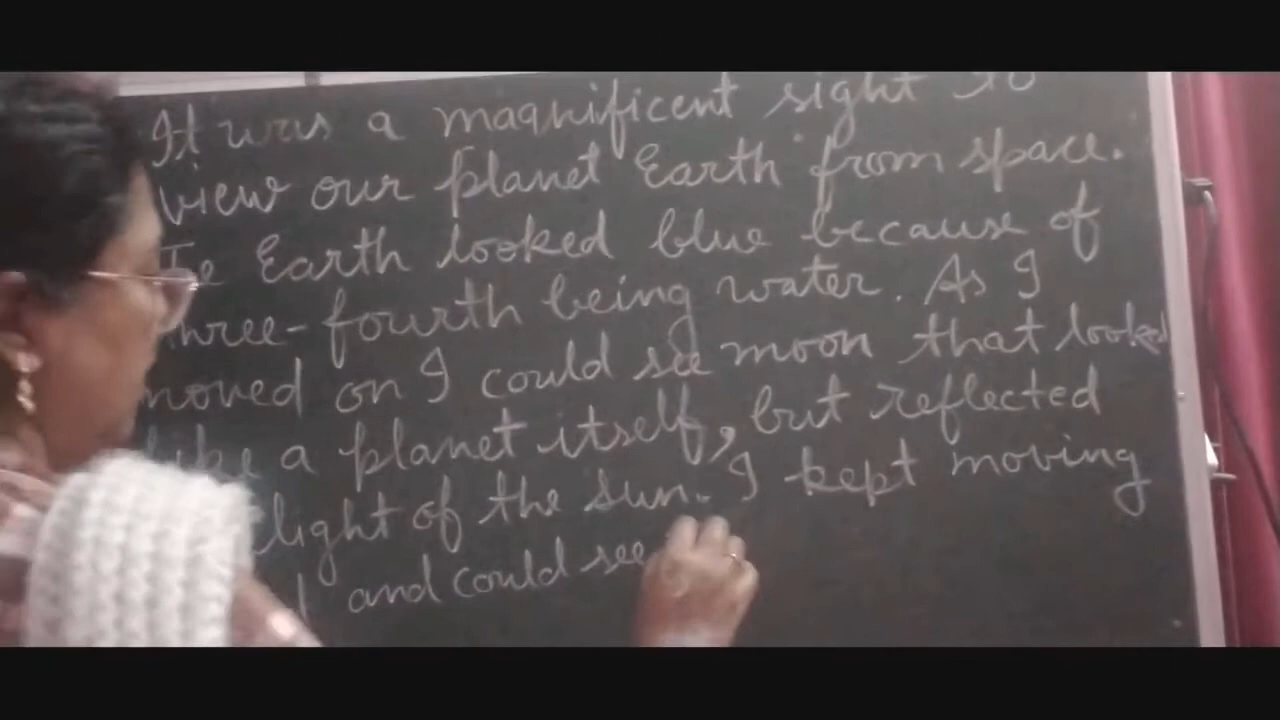 It was a magnificent sight to
view our planet Earth from space.
Earth looked blue because of
three-fourth being water. As I
moved on I could see moon that looked
like a planet itself, but reflected
light of the sun. I kept moving
and could see